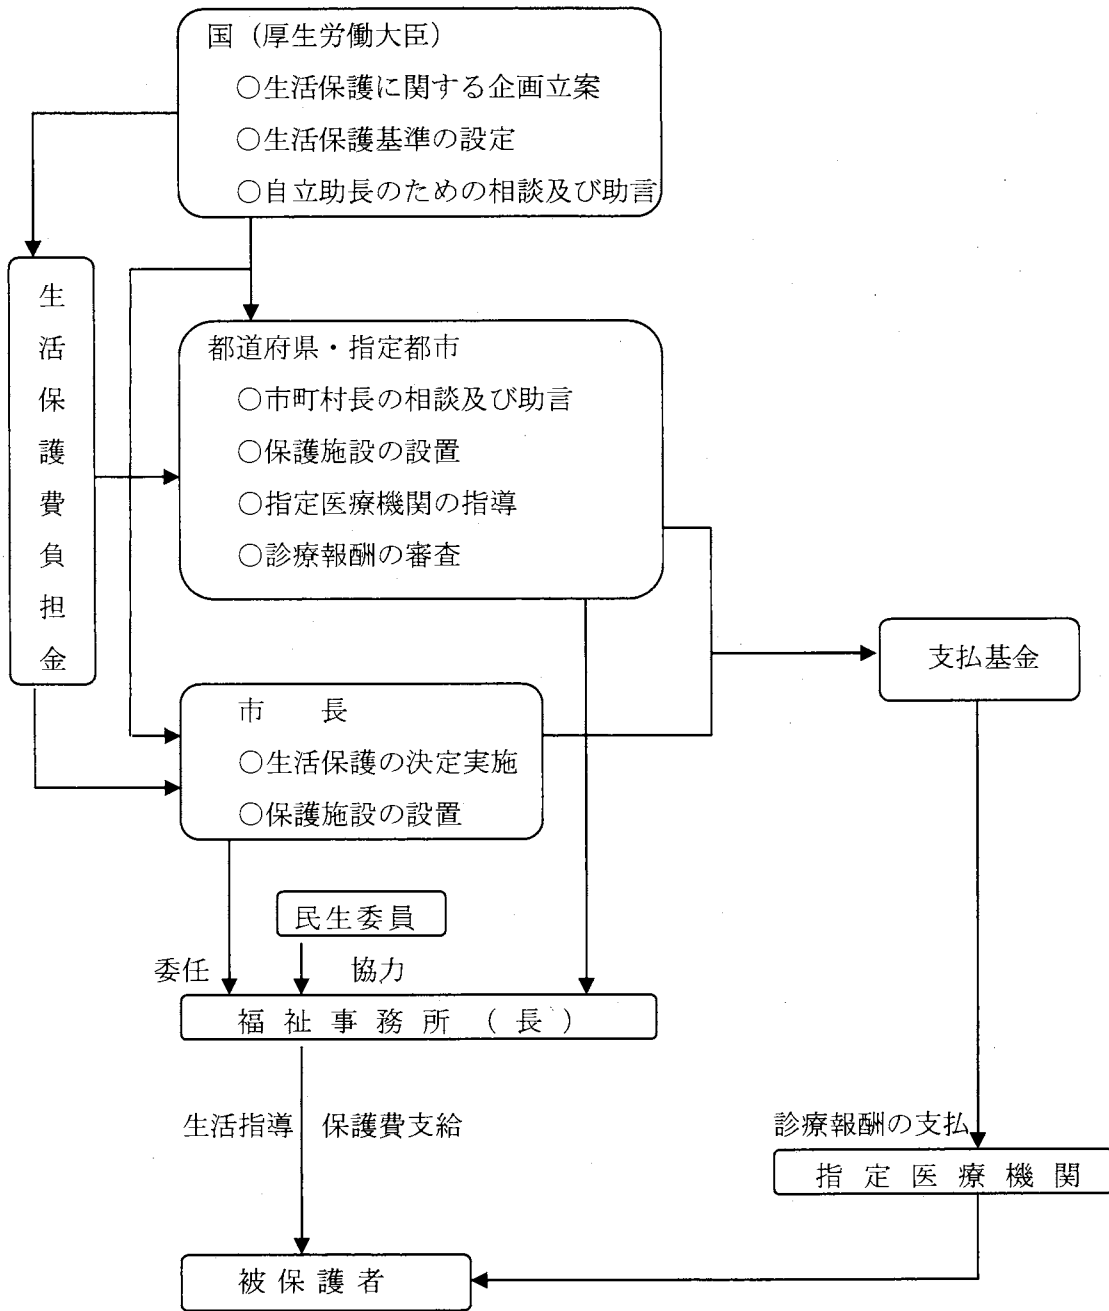 国（厚生労働大臣）
○生活保護に関する企画立案
○生活保護基準の設定
○自立助長のための相談及び助言
生活保護費負担金
都道府県・指定都市
○市町村長の相談及び助言
○保護施設の設置
○指定医療機関の指導
○診療報酬の審査
支払基金
市　　長
○生活保護の決定実施
○保護施設の設置
民生委員
委任
協力
福祉事務所（長）
生活指導
保護費支給
診療報酬の支払
指定医療機関
被保護者